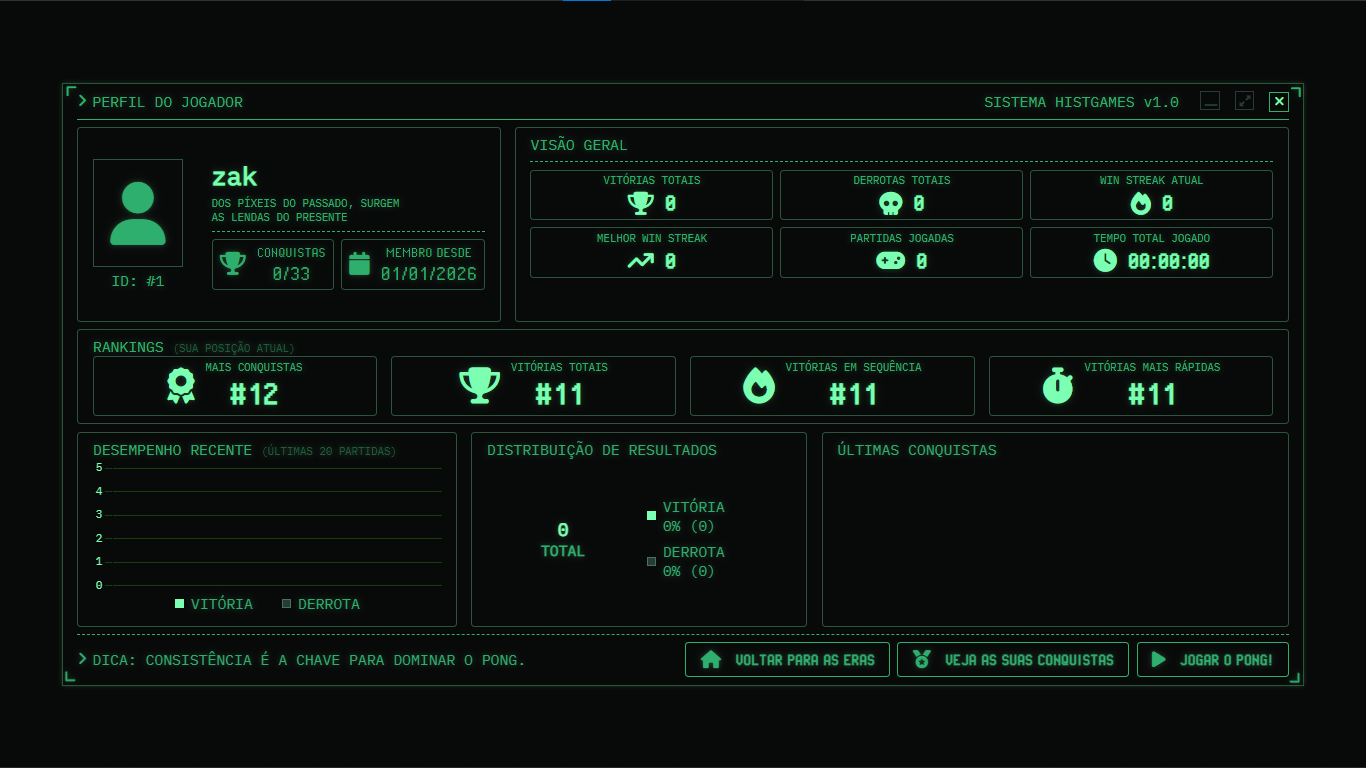 PERFIL DO JOGADOR
SISTEMA HISTGAMES v1.0
zak
DOS PÍXEIS DO PASSADO, SURGEM
AS LENDAS DO PRESENTE
CONQUISTAS
0/33
MEMBRO DESDE
01/01/2026
ID: #1
VISÃO GERAL
VITÓRIAS TOTAIS
0
DERROTAS TOTAIS
0
WIN STREAK ATUAL
0
MELHOR WIN STREAK
0
PARTIDAS JOGADAS
0
TEMPO TOTAL JOGADO
00:00:00
RANKINGS (SUA POSIÇÃO ATUAL)
MAIS CONQUISTAS
#12
VITÓRIAS TOTAIS
#11
VITÓRIAS EM SEQUÊNCIA
#11
VITÓRIAS MAIS RÁPIDAS
#11
DESEMPENHO RECENTE (ÚLTIMAS 20 PARTIDAS)
5
4
3
2
1
0
VITÓRIA
DERROTA
DISTRIBUIÇÃO DE RESULTADOS
0
TOTAL
VITÓRIA
0% (0)
DERROTA
0% (0)
ÚLTIMAS CONQUISTAS
DICA: CONSISTÊNCIA É A CHAVE PARA DOMINAR O PONG.
VOLTAR PARA AS ERAS
VEJA AS SUAS CONQUISTAS
JOGAR O PONG!